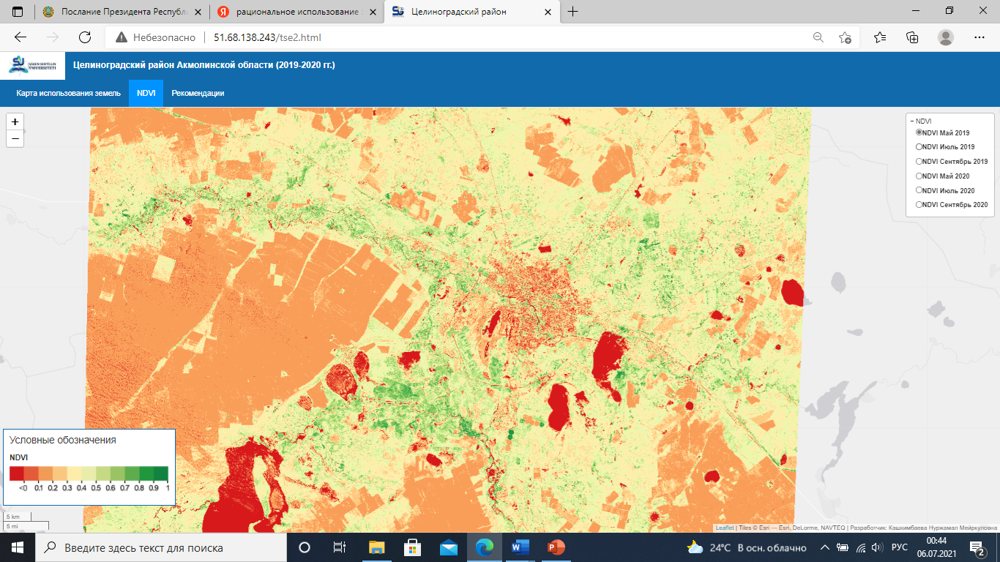 Послание Президента Республ
рациональное использование з
Целиноградский район
Небезопасно
51.68.138.243/tse2.html
SU SÁKEN SEIFÝLLIN UNIVERSITETI
Целиноградский район Акмолинской области (2019-2020 гг.)
Карта использования земель
NDVI
Рекомендации
+
−
− NDVI
NDVI Май 2019
NDVI Июль 2019
NDVI Сентябрь 2019
NDVI Май 2020
NDVI Июль 2020
NDVI Сентябрь 2020
Условные обозначения
NDVI
<0 0.1 0.2 0.3 0.4 0.5 0.6 0.7 0.8 0.9 1
5 km
5 mi
Leaflet | Tiles © Esri — Esri, DeLorme, NAVTEQ | Разработчик: Кашкимбаева Нуржамал Мейркуловна
Введите здесь текст для поиска
24°C В осн. облачно
РУС
00:44
06.07.2021
2